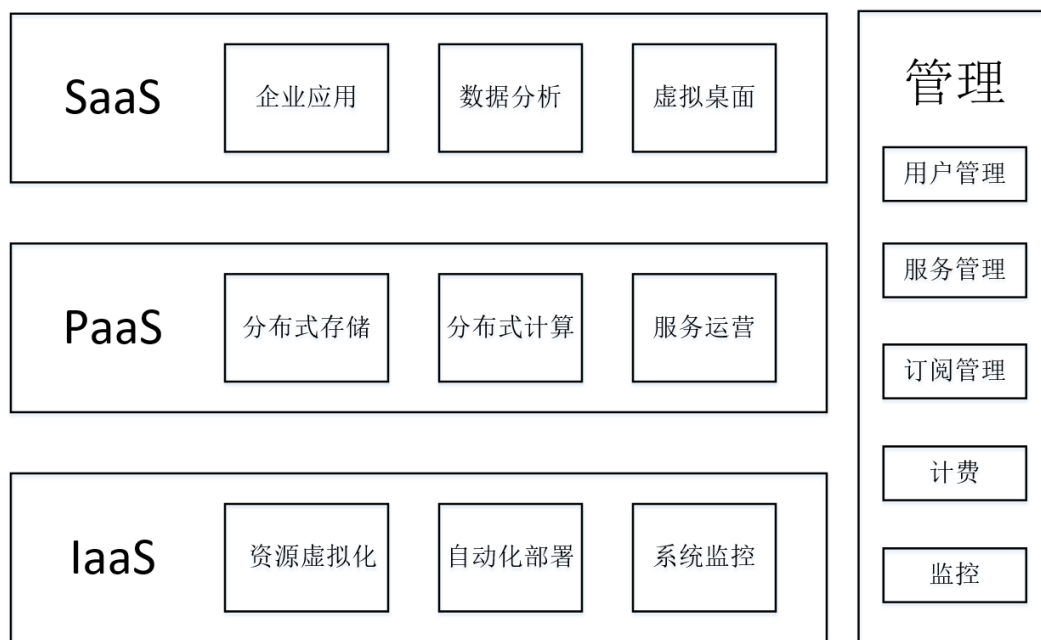 SaaS
企业应用
数据分析
虚拟桌面
PaaS
分布式存储
分布式计算
服务运营
IaaS
资源虚拟化
自动化部署
系统监控
管理
用户管理
服务管理
订阅管理
计费
监控